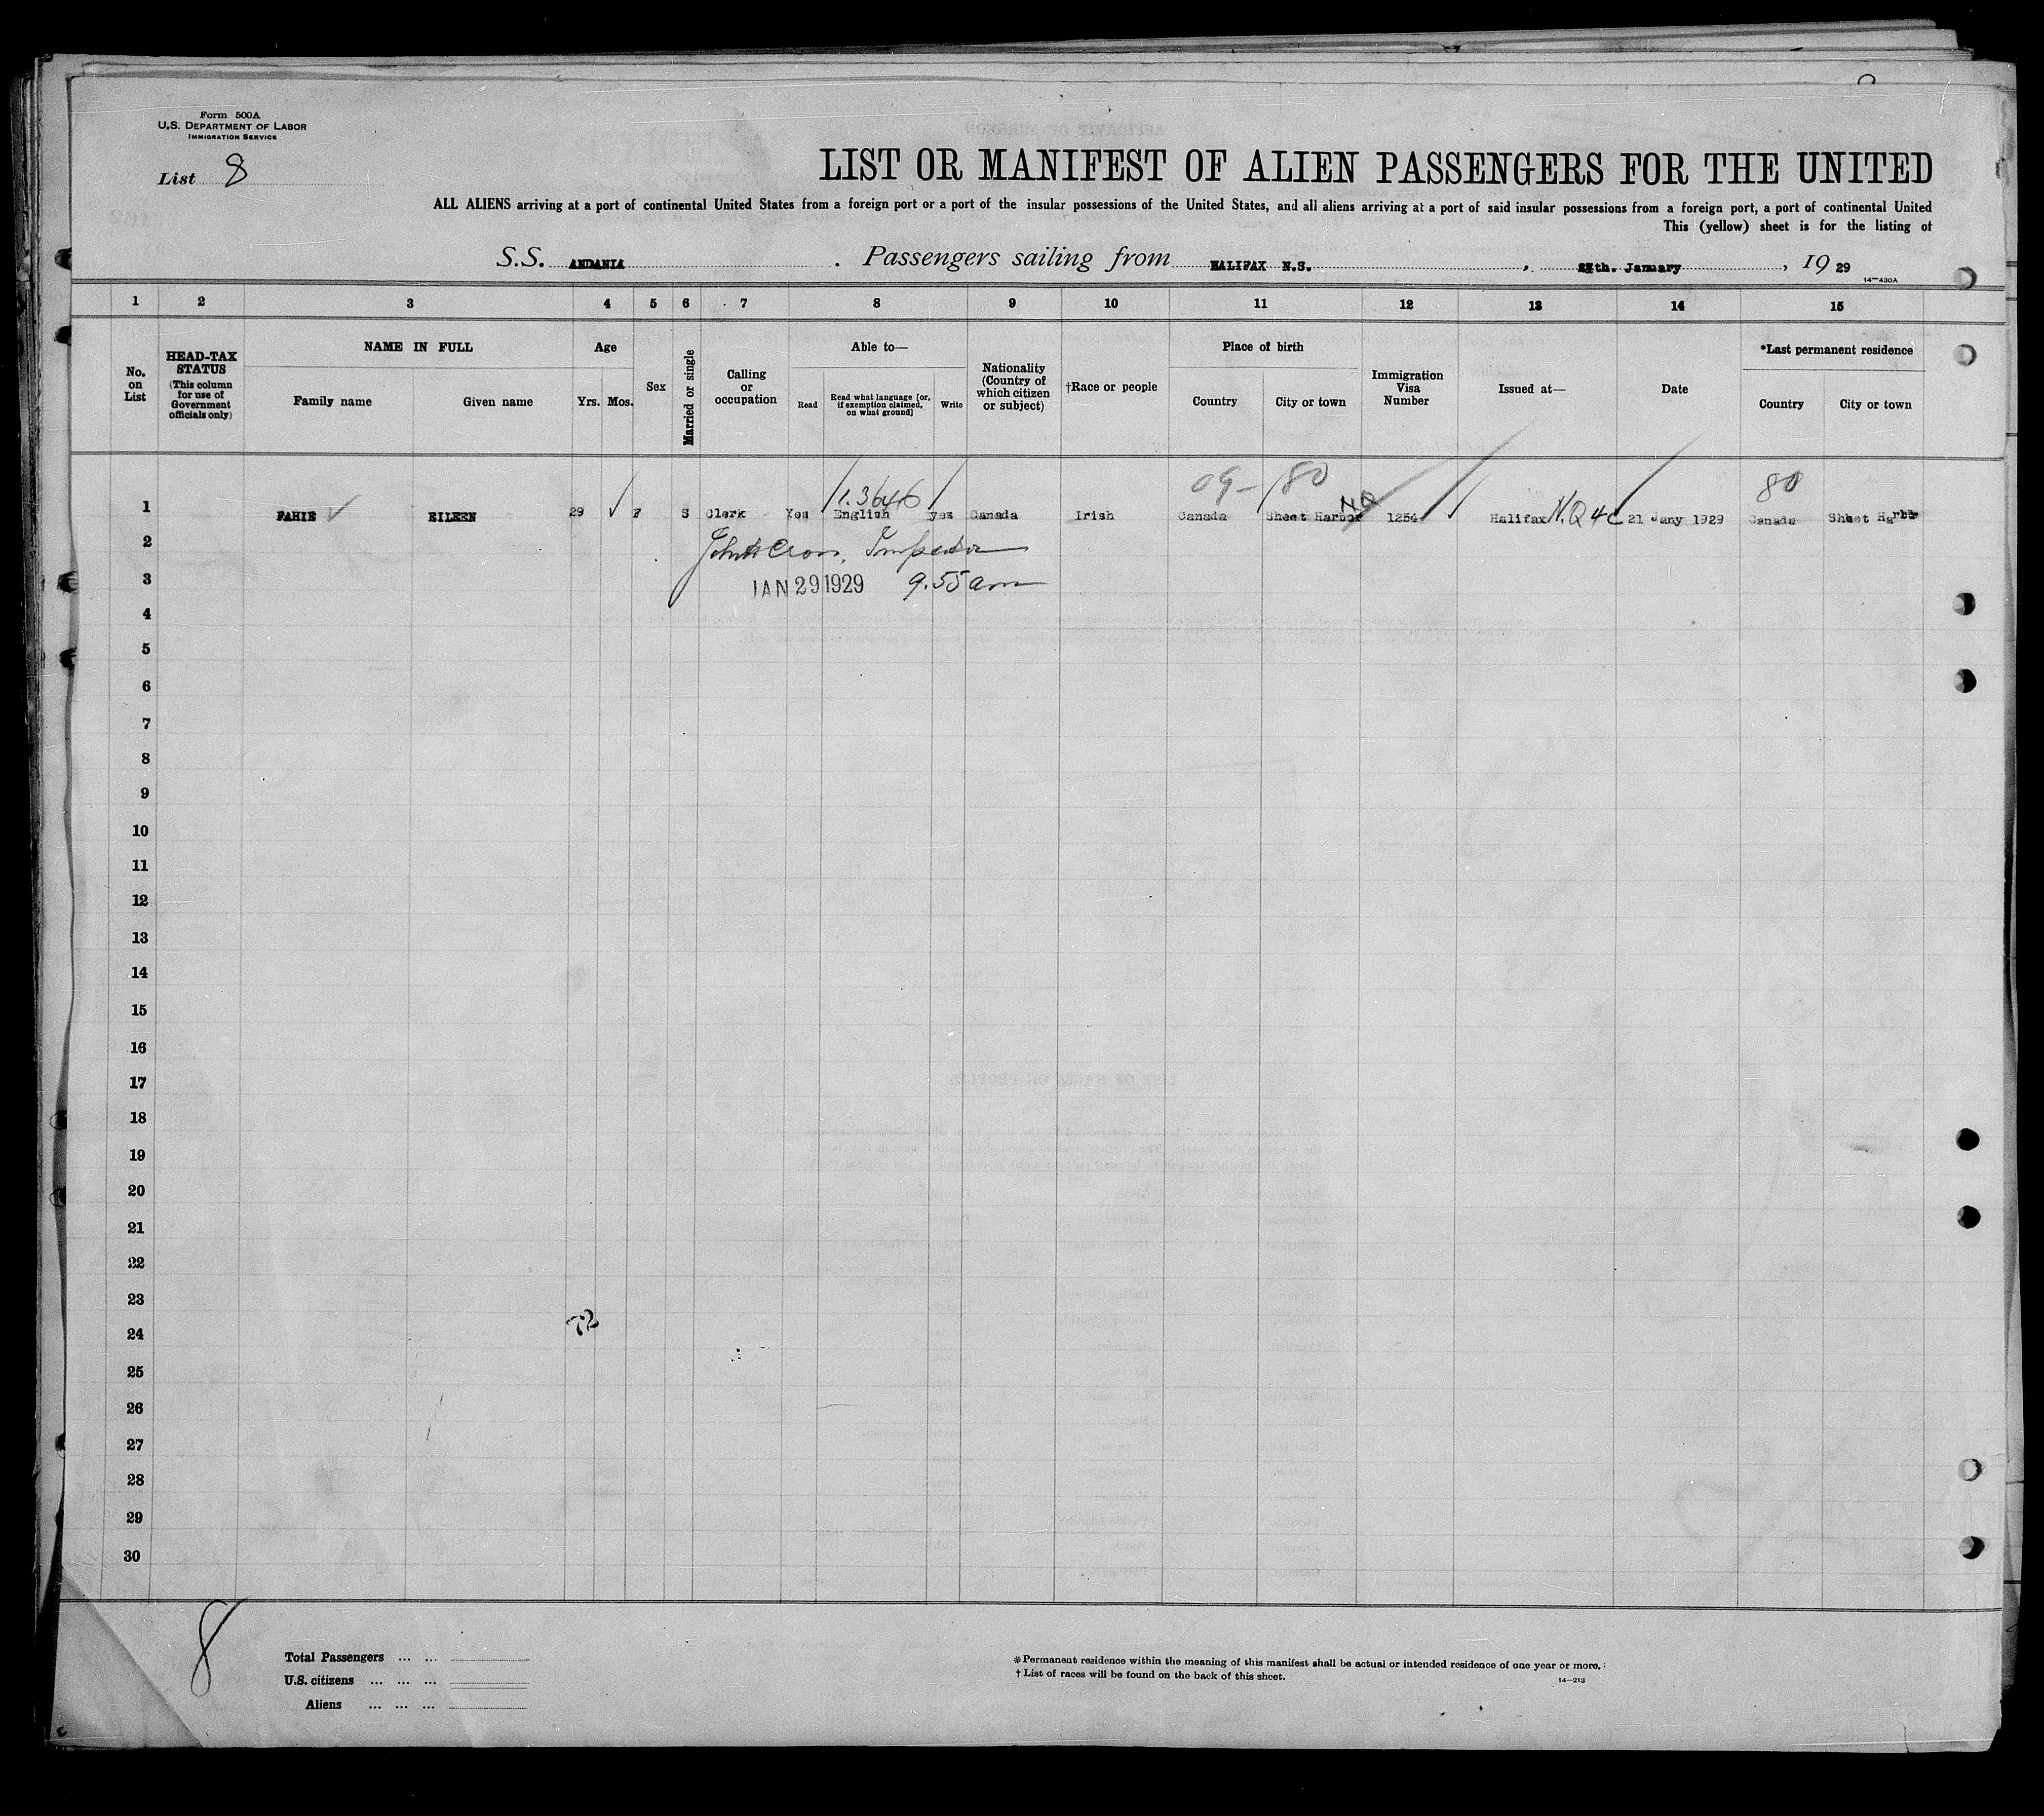 Form 500A
U.S. DEPARTMENT OF LABOR
IMMIGRATION SERVICE
List 8
LIST OR MANIFEST OF ALIEN PASSENGERS FOR THE UNITED
ALL ALIENS arriving at a port of continental United States from a foreign port or a port of the insular possessions of the United States, and all aliens arriving at a port of said insular possessions from a foreign port, a port of continental United
This (yellow) sheet is for the listing of
S.S. ANDANIA . Passengers sailing from HALIFAX N.S. , January , 19 29
14—430A
1 2 3 4 5 6 7 8 9 10 11 12 13 14 15
No. on List
HEAD-TAX STATUS
(This column for use of Government officials only)
NAME IN FULL
Family name Given name
Age
Yrs. Mos.
Sex
Married or single
Calling or occupation
Able to—
Read
Read what language [or, if exemption claimed, on what ground]
Write
Nationality (Country of which citizen or subject)
†Race or people
Place of birth
Country City or town
Immigration Visa Number
Issued at—
Date
*Last permanent residence
Country City or town
09- 80 80
1.3646
1 FAHIE EILEEN 29 F S Clerk Yes English yes Canada Irish Canada Sheet Harbor NQ 1254 Halifax N.Q 4c 21 Jany 1929 Canada Sheet Harbor
2 Inspector
3 JAN 29 1929 9.55 am
4
5
6
7
8
9
10
11
12
13
14
15
16
17
18
19
20
21
22
23
24
25
26
27
28
29
30
8
Total Passengers ... ...
U.S. citizens ... ... ...
Aliens ... ... ...
*Permanent residence within the meaning of this manifest shall be actual or intended residence of one year or more.
†List of races will be found on the back of this sheet.
14—213